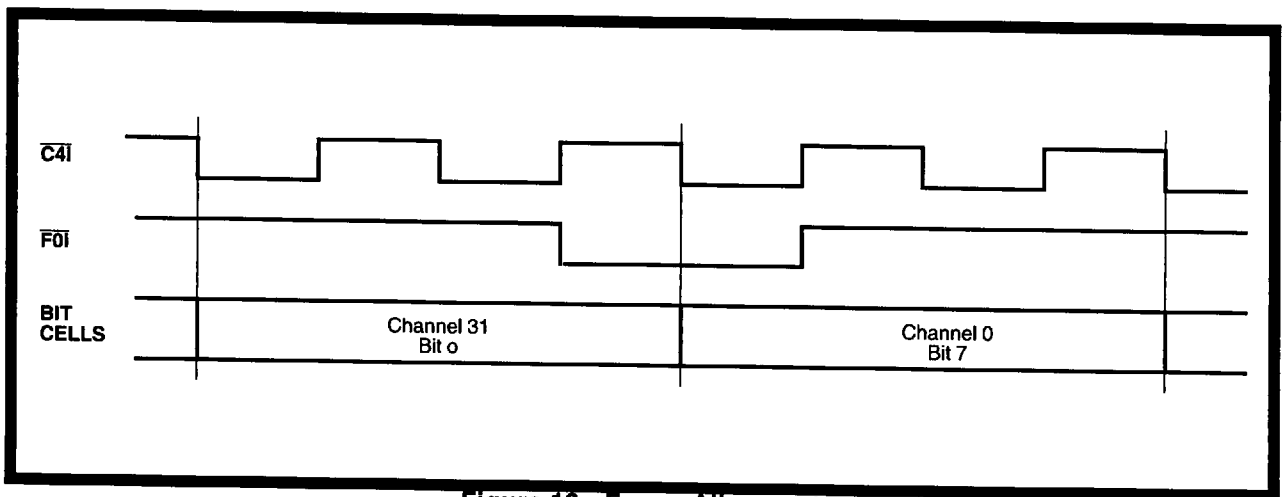 C4I
F0I
BIT
CELLS
Channel 31
Bit o
Channel 0
Bit 7